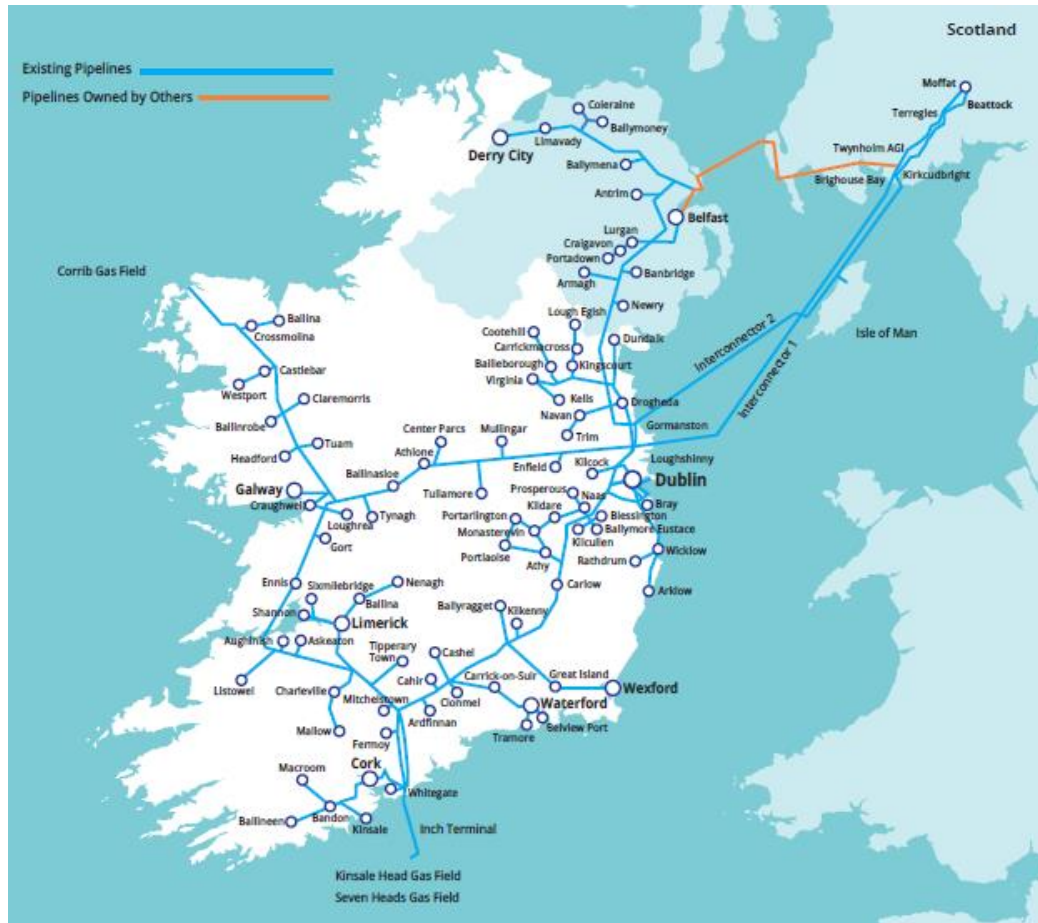 Scotland
Existing Pipelines
Pipelines Owned by Others
Moffat
Beattock
Terregles
Coleraine
Ballymoney
Limavady
Derry City
Twynholm AGI
Ballymena
Brighouse Bay
Kirkcudbright
Antrim
Belfast
Lurgan
Craigavon
Portadown
Corrib Gas Field
Banbridge
Armagh
Newry
Lough Egish
Ballina
Crossmolina
Cootehill
Dundalk
Isle of Man
Interconnector 2
Interconnector 1
Carrickmacross
Bailieborough
Kingscourt
Castlebar
Virginia
Westport
Claremorris
Kells
Drogheda
Navan
Gormanston
Ballinrobe
Center Parcs
Mullingar
Trim
Tuam
Athlone
Headford
Enfield
Kilcock
Loughshinny
Ballinasloe
Dublin
Galway
Tullamore
Prosperous
Naas
Craughwell
Kildare
Bray
Loughrea
Tynagh
Portarlington
Blessington
Monasterevin
Ballymore Eustace
Gort
Kilcullen
Portlaoise
Wicklow
Athy
Rathdrum
Ennis
Sixmilebridge
Nenagh
Carlow
Arklow
Shannon
Ballina
Ballyragget
Kilkenny
Limerick
Aughinish
Askeaton
Tipperary
Town
Cashel
Listowel
Charleville
Cahir
Carrick-on-Suir
Great Island
Wexford
Mitchelstown
Clonmel
Waterford
Ardfinnan
Mallow
Tramore
Belview Port
Fermoy
Cork
Macroom
Whitegate
Ballineen
Bandon
Kinsale
Inch Terminal
Kinsale Head Gas Field
Seven Heads Gas Field